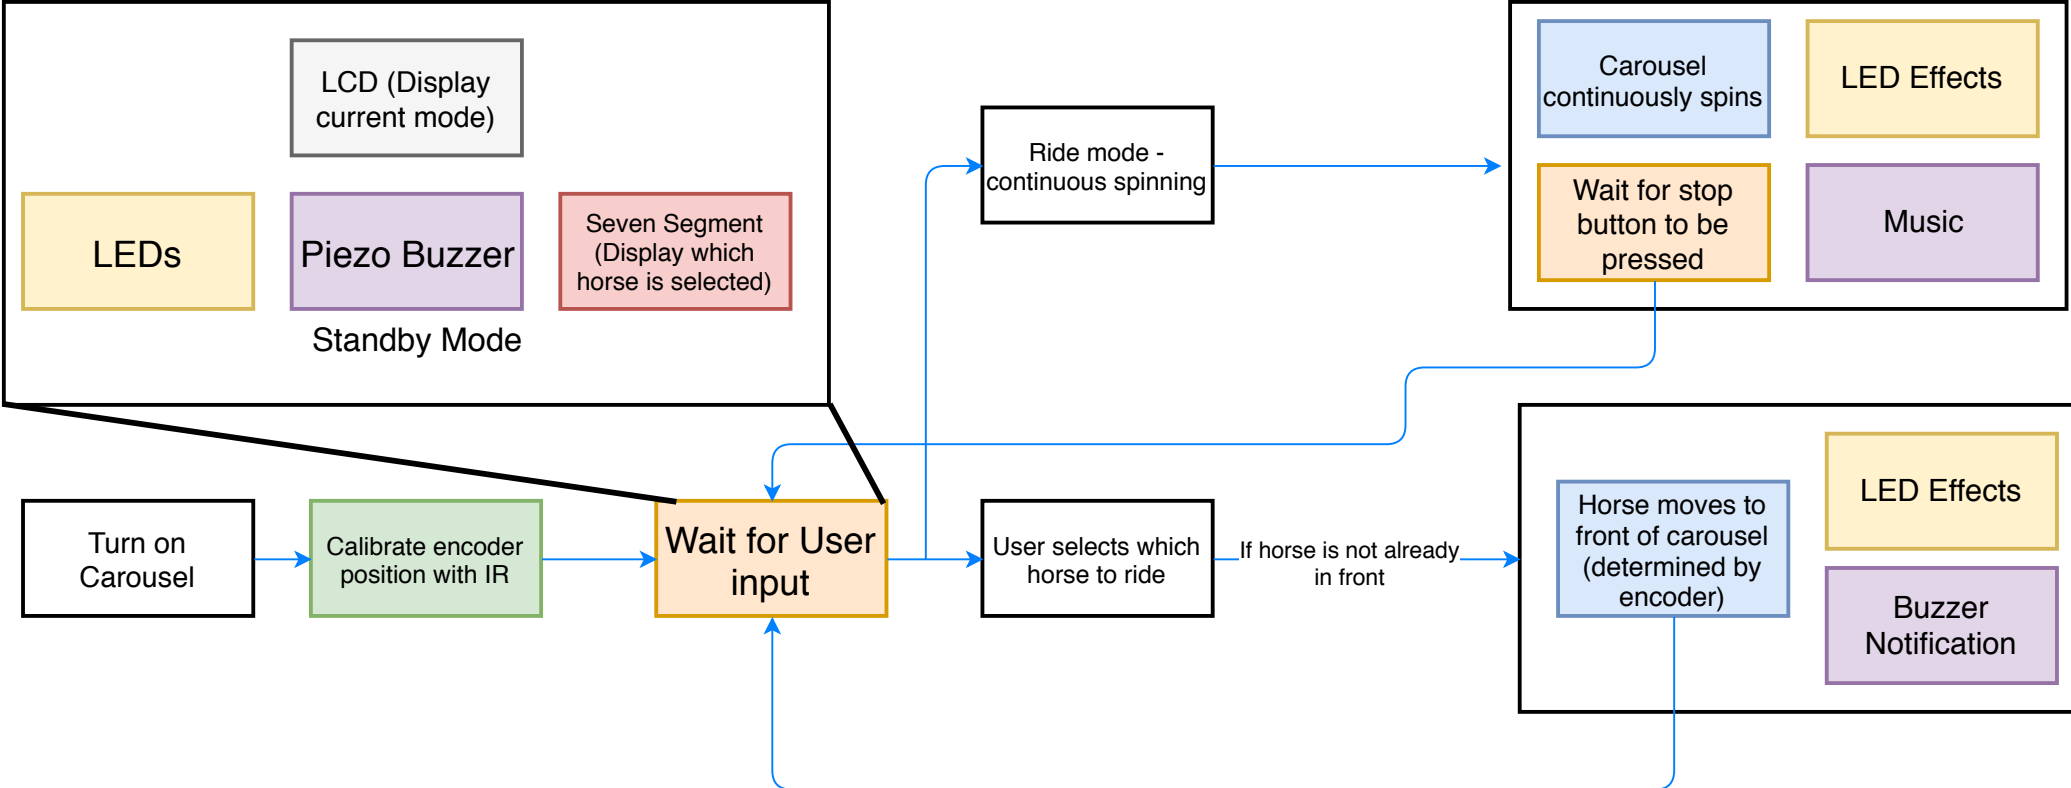 LCD (Display
current mode)
LEDs
Piezo Buzzer
Seven Segment
(Display which
horse is selected)
Standby Mode
Carousel
continuously spins
LED Effects
Wait for stop
button to be
pressed
Music
Ride mode -
continuous spinning
Turn on
Carousel
Calibrate encoder
position with IR
Wait for User
input
User selects which
horse to ride
If horse is not already
in front
Horse moves to
front of carousel
(determined by
encoder)
LED Effects
Buzzer
Notification